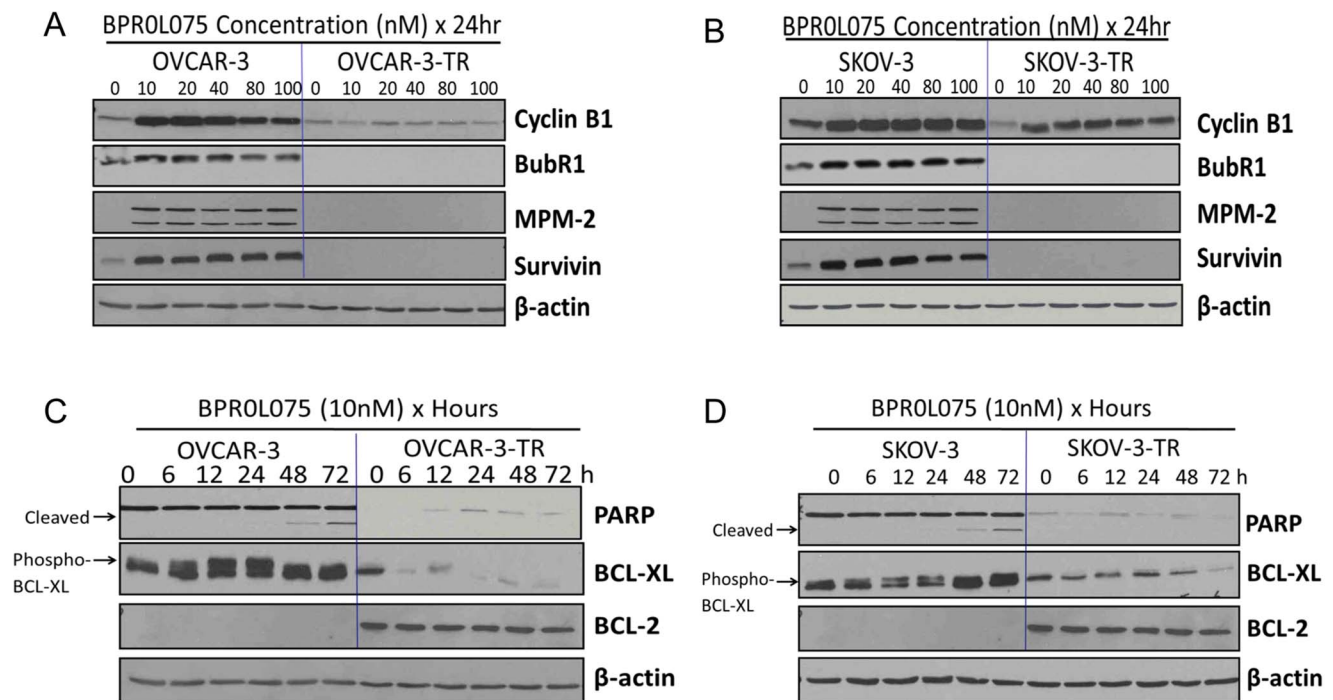 A
BPR0L075 Concentration (nM) x 24hr
OVCAR-3 OVCAR-3-TR
0 10 20 40 80 100 0 10 20 40 80 100
Cyclin B1
BubR1
MPM-2
Survivin
β-actin
B
BPR0L075 Concentration (nM) x 24hr
SKOV-3 SKOV-3-TR
0 10 20 40 80 100 0 10 20 40 80 100
Cyclin B1
BubR1
MPM-2
Survivin
β-actin
C
BPR0L075 (10nM) x Hours
OVCAR-3 OVCAR-3-TR
0 6 12 24 48 72 0 6 12 24 48 72 h
Cleaved PARP
Phospho-
BCL-XL BCL-XL
BCL-2
β-actin
D
BPR0L075 (10nM) x Hours
SKOV-3 SKOV-3-TR
0 6 12 24 48 72 0 6 12 24 48 72 h
Cleaved PARP
Phospho- BCL-XL
BCL-XL
BCL-2
β-actin